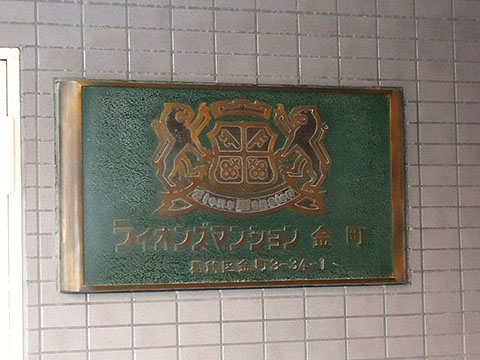 Lions Mansion
ライオンズマンション 金町
葛飾区金町3-34-1